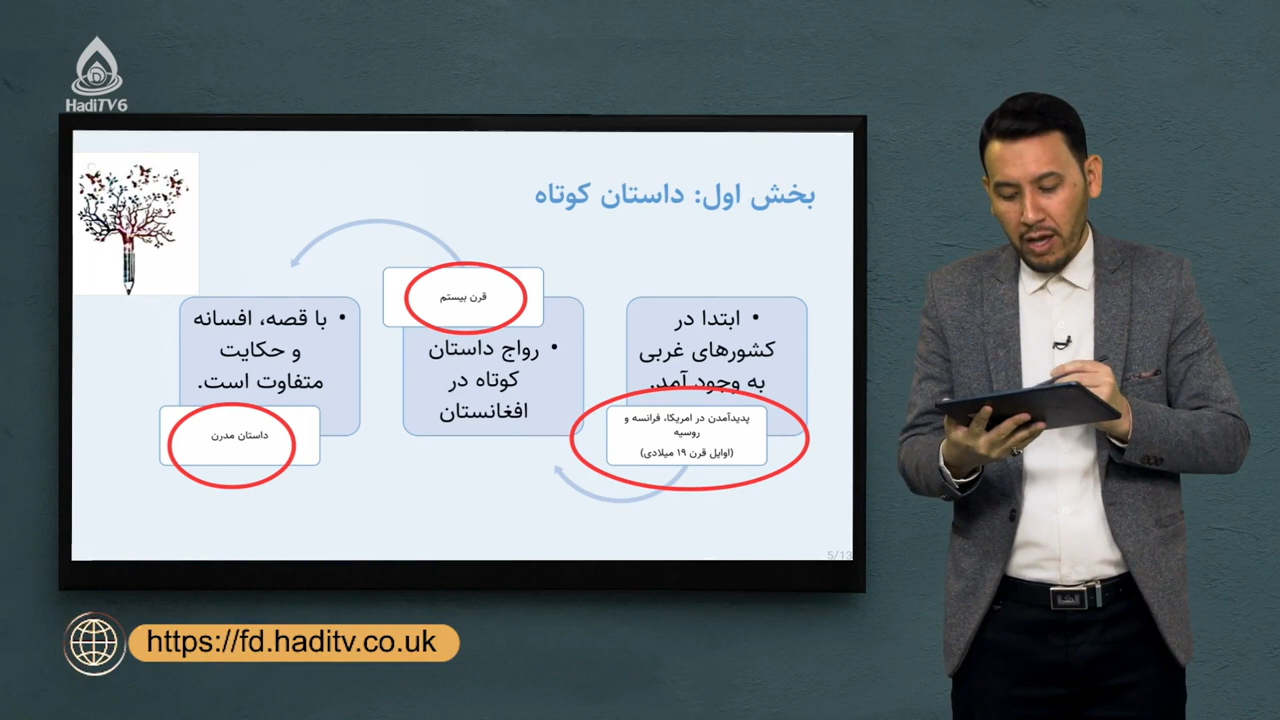 HadiTV6
بخش اول: داستان کوتاه
• ابتدا در
کشورهای غربی
به وجود آمد.
پدیدآمدن در امریکا، فرانسه و
روسیه
(اوایل قرن ۱۹ میلادی)
قرن بیستم
• رواج داستان
کوتاه در
افغانستان
• با قصه، افسانه
و حکایت
متفاوت است.
داستان مدرن
5/13
https://fd.haditv.co.uk